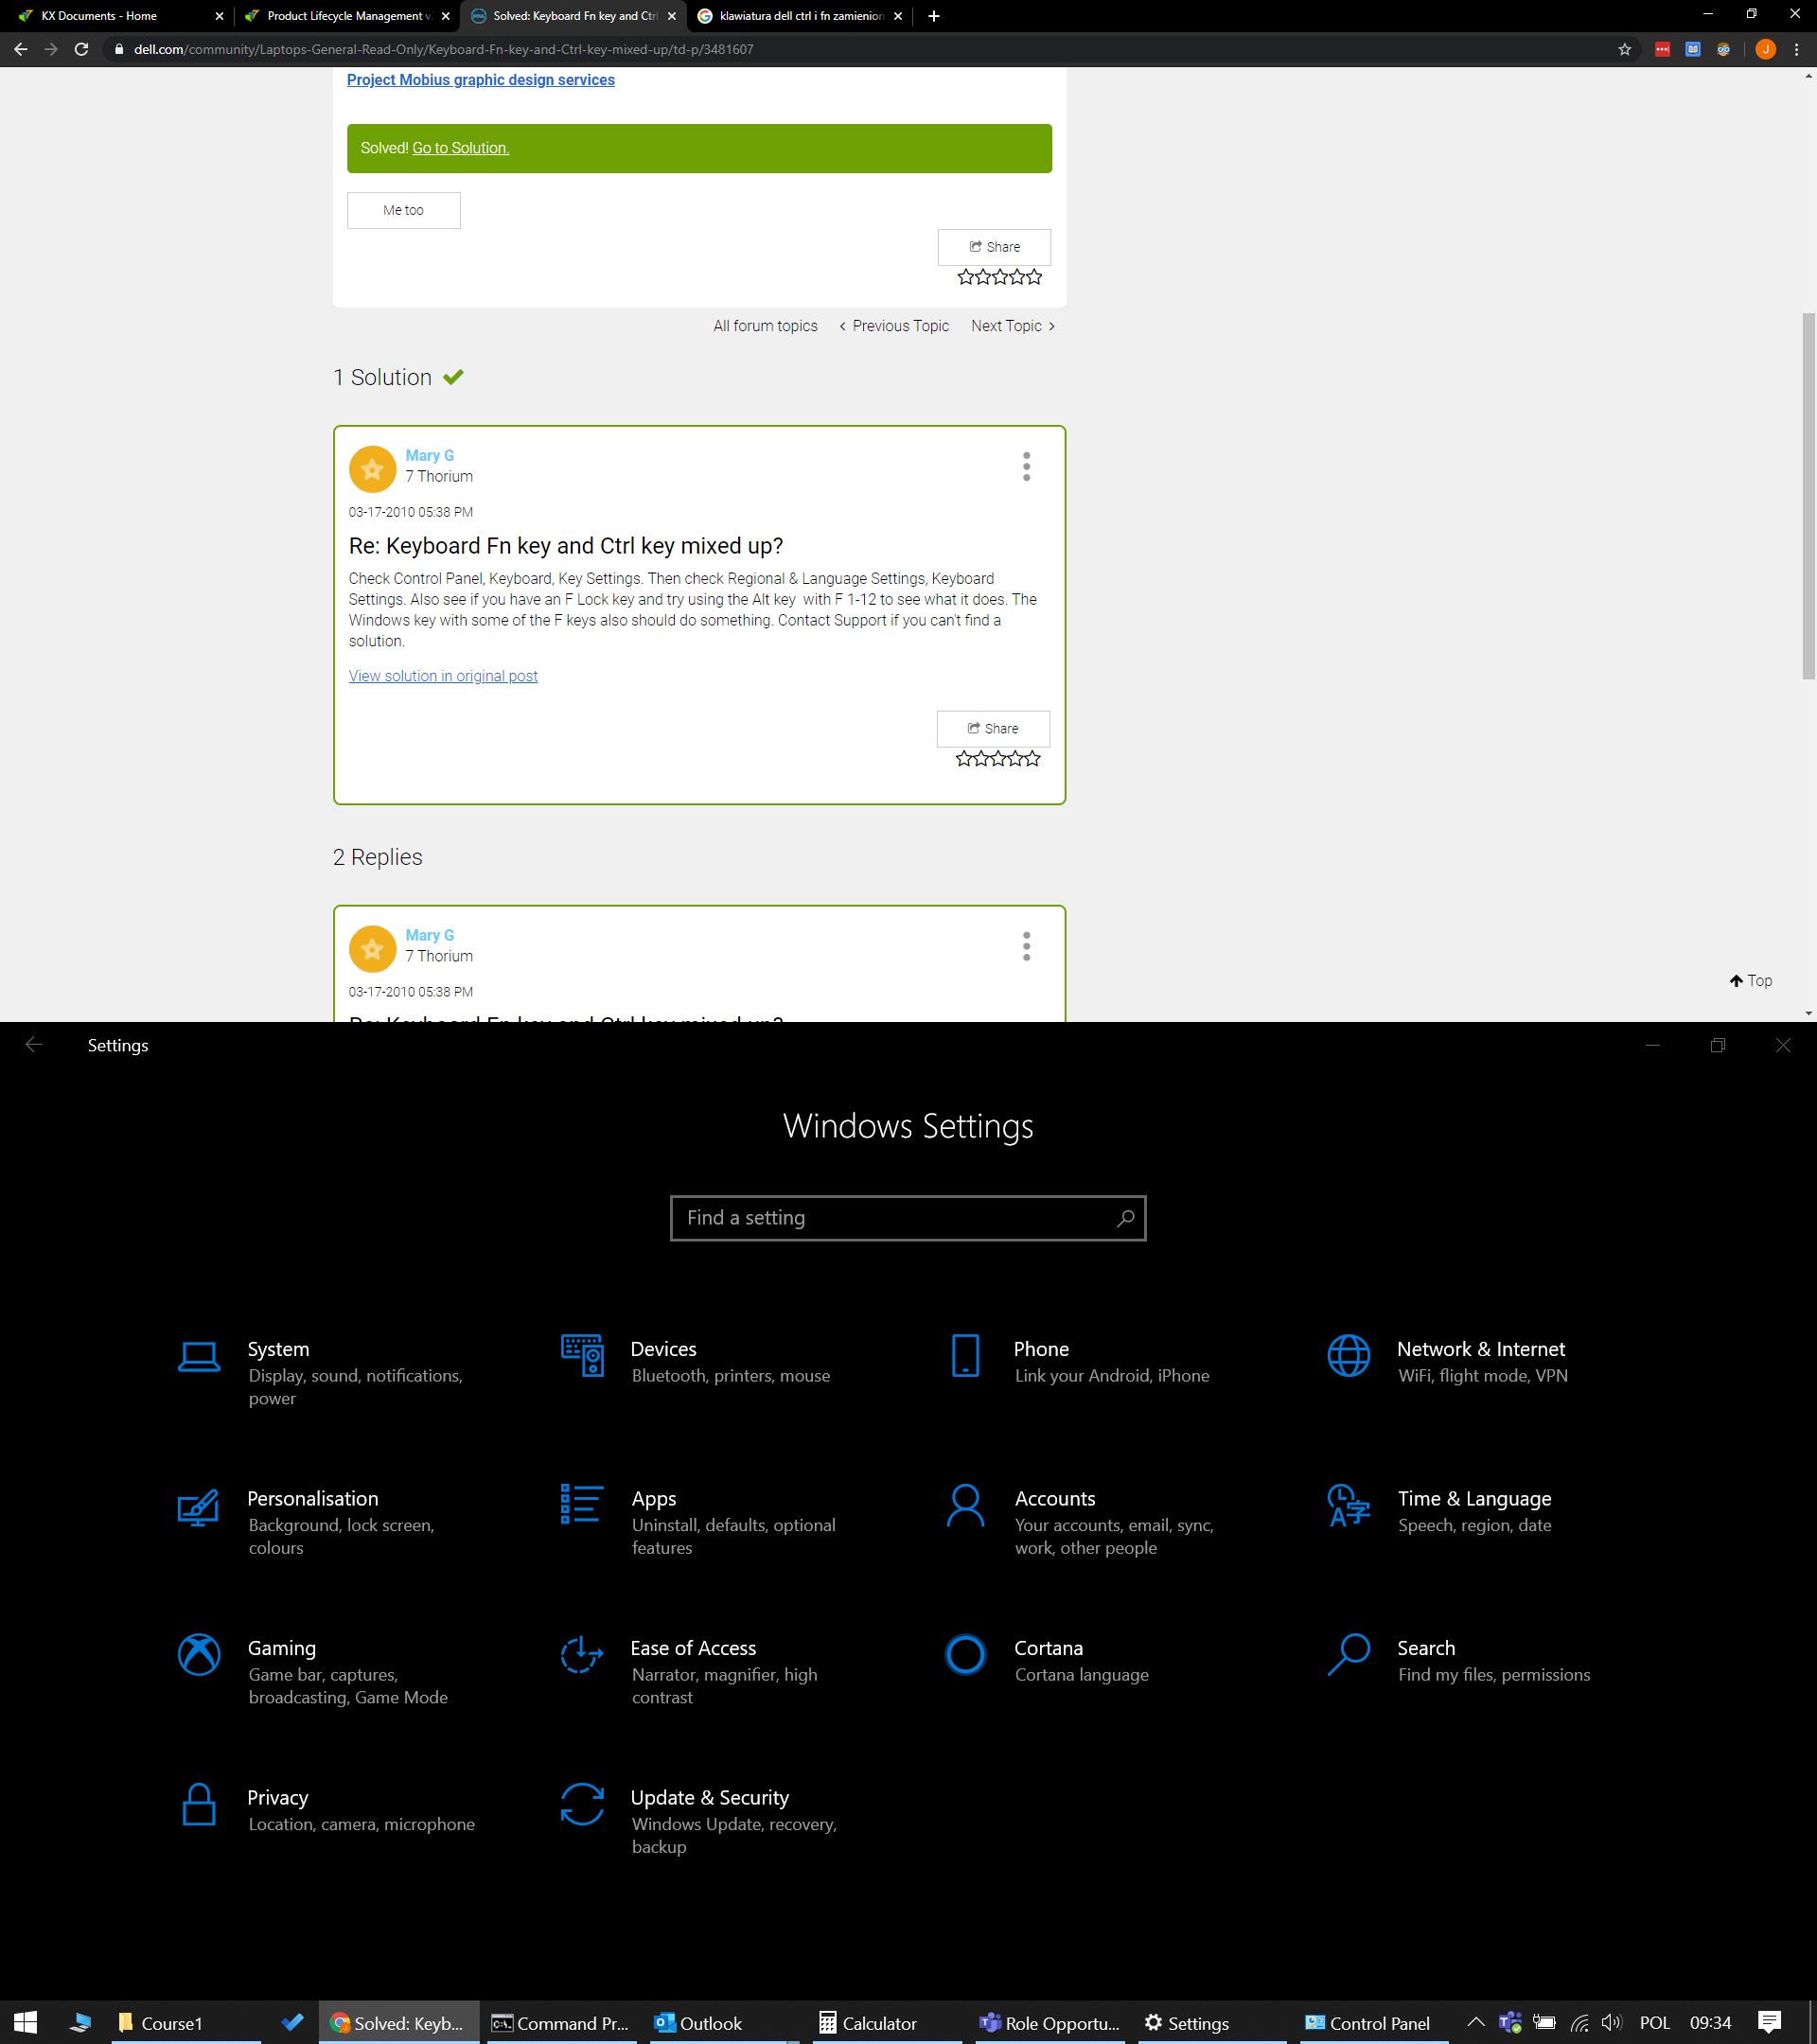 KX Documents - Home
Product Lifecycle Management v
Solved: Keyboard Fn key and Ctrl
klawiatura dell ctrl i fn zamienion
dell.com/community/Laptops-General-Read-Only/Keyboard-Fn-key-and-Ctrl-key-mixed-up/td-p/3481607
J
Project Mobius graphic design services
Solved! Go to Solution.
Me too
Share
All forum topics
Previous Topic
Next Topic
1 Solution
Mary G
7 Thorium
03-17-2010 05:38 PM
Re: Keyboard Fn key and Ctrl key mixed up?
Check Control Panel, Keyboard, Key Settings. Then check Regional & Language Settings, Keyboard
Settings. Also see if you have an F Lock key and try using the Alt key with F 1-12 to see what it does. The
Windows key with some of the F keys also should do something. Contact Support if you can't find a
solution.
View solution in original post
Share
2 Replies
Mary G
7 Thorium
03-17-2010 05:38 PM
Top
Re: Keyboard Fn key and Ctrl key mixed up?
Settings
Windows Settings
Find a setting
System
Display, sound, notifications,
power
Devices
Bluetooth, printers, mouse
Phone
Link your Android, iPhone
Network & Internet
WiFi, flight mode, VPN
Personalisation
Background, lock screen,
colours
Apps
Uninstall, defaults, optional
features
Accounts
Your accounts, email, sync,
work, other people
Time & Language
Speech, region, date
Gaming
Game bar, captures,
broadcasting, Game Mode
Ease of Access
Narrator, magnifier, high
contrast
Cortana
Cortana language
Search
Find my files, permissions
Privacy
Location, camera, microphone
Update & Security
Windows Update, recovery,
backup
Course1
Solved: Keyb...
Command Pr...
Outlook
Calculator
Role Opportu...
Settings
Control Panel
POL
09:34